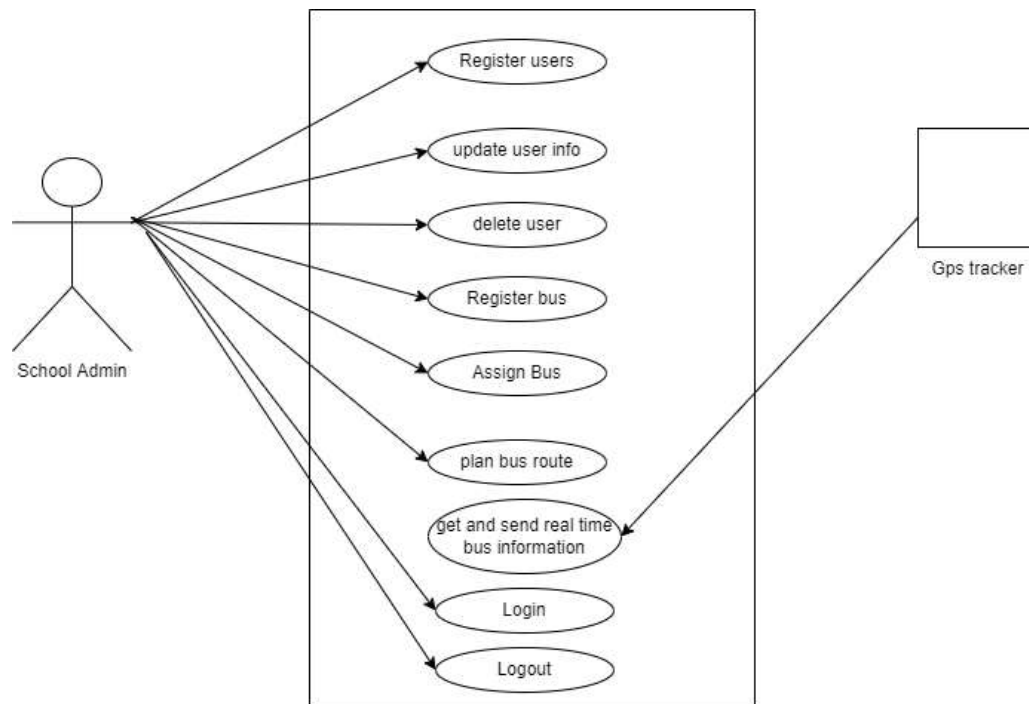 Register users
update user info
delete user
Register bus
Assign Bus
plan bus route
get and send real time
bus information
Login
Logout
School Admin
Gps tracker